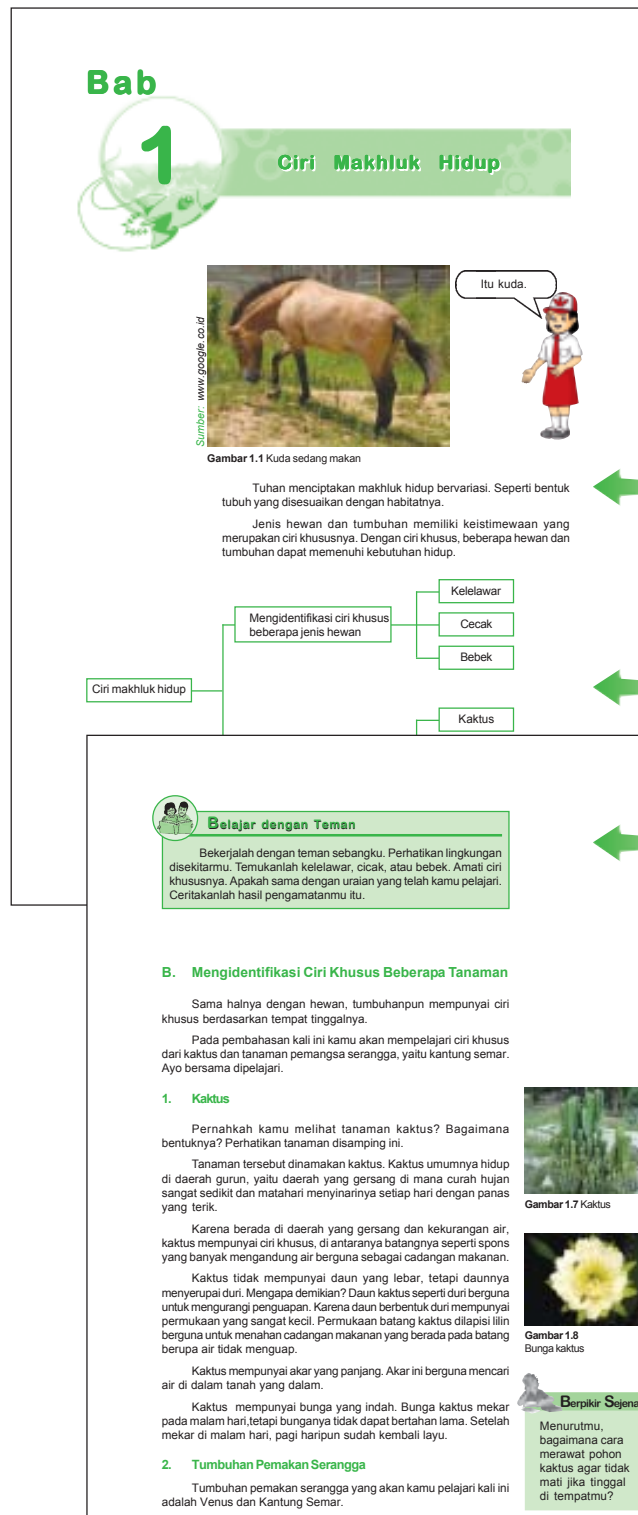 Bab
1
Ciri Makhluk Hidup
Itu kuda.
Sumber: www.google.co.id
Gambar 1.1 Kuda sedang makan
Tuhan menciptakan makhluk hidup bervariasi. Seperti bentuk
tubuh yang disesuaikan dengan habitatnya.
Jenis hewan dan tumbuhan memiliki keistimewaan yang
merupakan ciri khususnya. Dengan ciri khusus, beberapa hewan dan
tumbuhan dapat memenuhi kebutuhan hidup.
Ciri makhluk hidup
Mengidentifikasi ciri khusus
beberapa jenis hewan
Kelelawar
Cecak
Bebek
Kaktus
Belajar dengan Teman
Bekerjalah dengan teman sebangku. Perhatikan lingkungan
disekitarmu. Temukanlah kelelawar, cicak, atau bebek. Amati ciri
khususnya. Apakah sama dengan uraian yang telah kamu pelajari.
Ceritakanlah hasil pengamatanmu itu.
B. Mengidentifikasi Ciri Khusus Beberapa Tanaman
Sama halnya dengan hewan, tumbuhanpun mempunyai ciri
khusus berdasarkan tempat tinggalnya.
Pada pembahasan kali ini kamu akan mempelajari ciri khusus
dari kaktus dan tanaman pemangsa serangga, yaitu kantung semar.
Ayo bersama dipelajari.
1. Kaktus
Pernahkah kamu melihat tanaman kaktus? Bagaimana
bentuknya? Perhatikan tanaman disamping ini.
Tanaman tersebut dinamakan kaktus. Kaktus umumnya hidup
di daerah gurun, yaitu daerah yang gersang di mana curah hujan
sangat sedikit dan matahari menyinarinya setiap hari dengan panas
yang terik.
Karena berada di daerah yang gersang dan kekurangan air,
kaktus mempunyai ciri khusus, di antaranya batangnya seperti spons
yang banyak mengandung air berguna sebagai cadangan makanan.
Kaktus tidak mempunyai daun yang lebar, tetapi daunnya
menyerupai duri. Mengapa demikian? Daun kaktus seperti duri berguna
untuk mengurangi penguapan. Karena daun berbentuk duri mempunyai
permukaan yang sangat kecil. Permukaan batang kaktus dilapisi lilin
berguna untuk menahan cadangan makanan yang berada pada batang
berupa air tidak menguap.
Kaktus mempunyai akar yang panjang. Akar ini berguna mencari
air di dalam tanah yang dalam.
Kaktus mempunyai bunga yang indah. Bunga kaktus mekar
pada malam hari,tetapi bunganya tidak dapat bertahan lama. Setelah
mekar di malam hari, pagi haripun sudah kembali layu.
2. Tumbuhan Pemakan Serangga
Tumbuhan pemakan serangga yang akan kamu pelajari kali ini
adalah Venus dan Kantung Semar.
Gambar 1.7 Kaktus
Gambar 1.8
Bunga kaktus
Berpikir Sejena
Menurutmu,
bagaimana cara
merawat pohon
kaktus agar tidak
mati jika tinggal
di tempatmu?